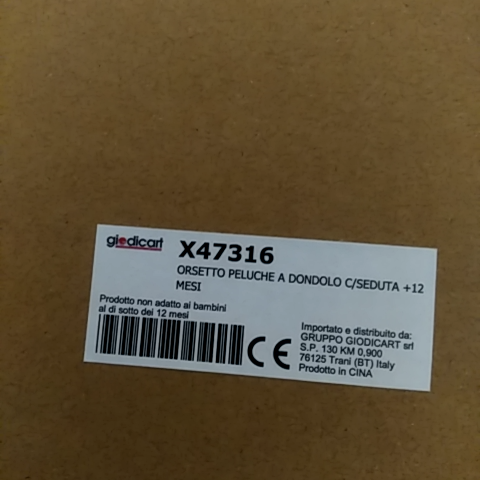 giodicart
X47316
ORSETTO PELUCHE A DONDOLO C/SEDUTA +12
MESI
Prodotto non adatto ai bambini
al di sotto dei 12 mesi
CE
Importato e distribuito da:
GRUPPO GIODICART srl
S.P. 130 KM 0,900
76125 Trani (BT) Italy
Prodotto in CINA